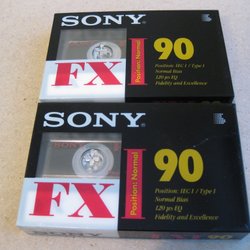 SONY
FX
Position: Normal
90
Position: IEC I / Type I
Normal Bias
120 µs EQ
Fidelity and Excellence
SONY
FX
Position: Normal
90
Position: IEC I / Type I
Normal Bias
120 µs EQ
Fidelity and Excellence